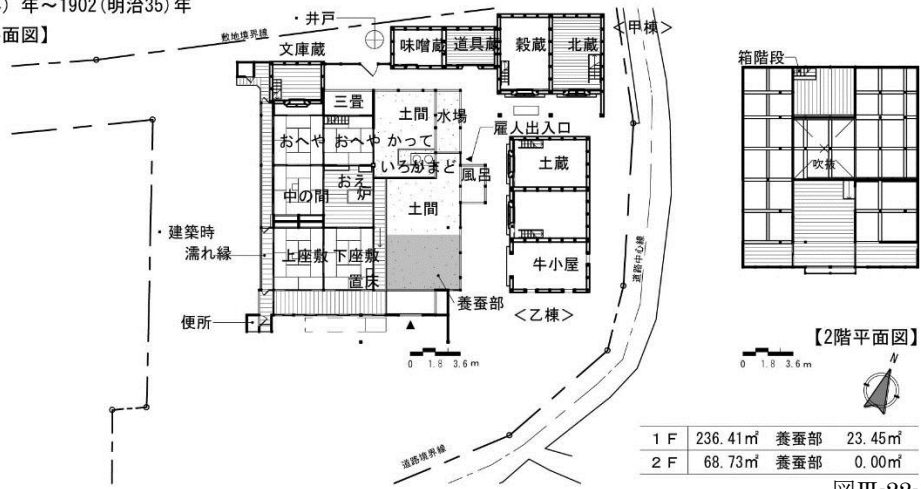 ）年～1902（明治35）年
面図】
敷地境界線
・井戸
文庫蔵
味噌蔵
道具蔵
穀蔵
北蔵
＜甲棟＞
箱階段
三畳
土間
水場
雇人出入口
おへや
おへや
かって
いろり
かまど
風呂
土蔵
吹抜
中の間
おえ
炉
土間
・建築時
濡れ縁
上座敷
下座敷
置床
牛小屋
道路中心線
養蚕部
＜乙棟＞
便所
【2階平面図】
0 1.8 3.6m
0 1.8 3.6m
N
道路境界線
1F 236.41㎡ 養蚕部 23.45㎡
2F 68.73㎡ 養蚕部 0.00㎡